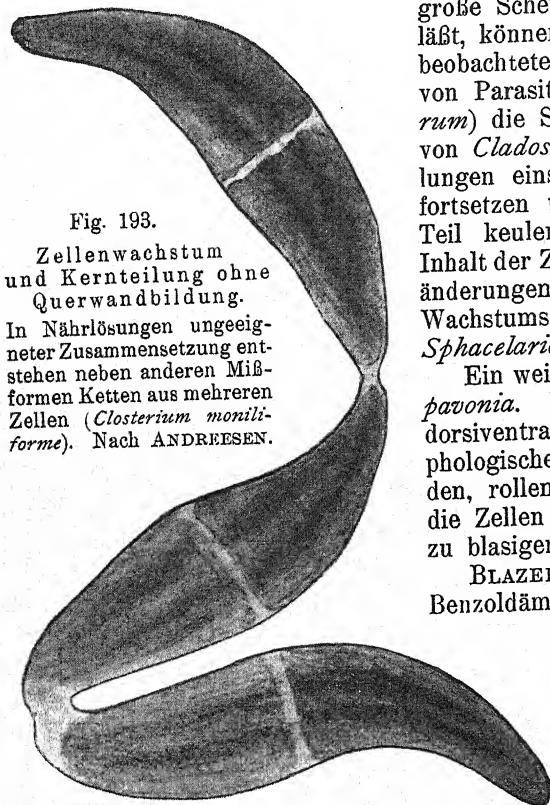 Fig. 193.
Zellenwachstum
und Kernteilung ohne
Querwandbildung.
In Nährlösungen ungeeig-
neter Zusammensetzung ent-
stehen neben anderen Miß-
formen Ketten aus mehreren
Zellen (Closterium monili-
forme). Nach ANDREESEN.
große Sche
läßt, könne
beobachtete
von Parasit
rum) die S
von Clados
lungen eins
fortsetzen
Teil keuler
Inhalt der Z
änderungen
Wachstums
Sphacelari
Ein wei
pavonia.
dorsiventra
phologische
den, rollen
die Zellen
zu blasiger
BLAZE
Benzoldäm